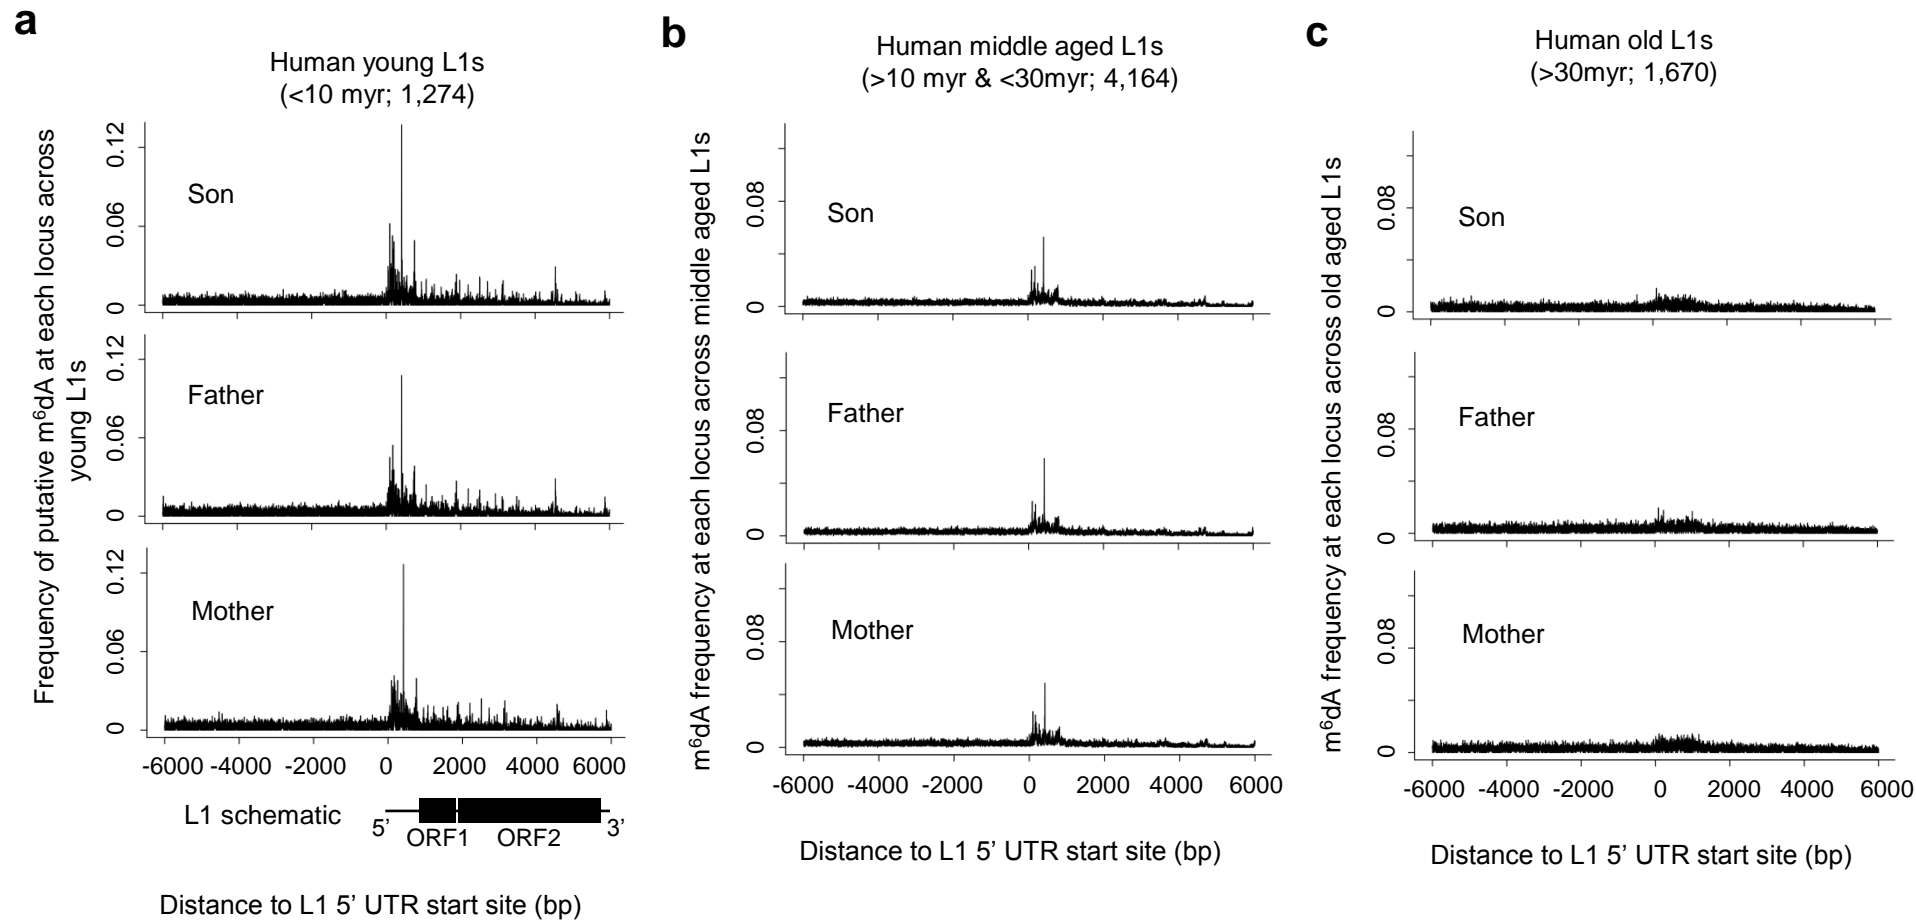 a
Human young L1s
(<10 myr; 1,274)
Frequency of putative m⁶dA at each locus across
young L1s
0.12
0.06
0
Son
0.12
0.06
0
Father
0.12
0.06
0
Mother
-6000 -4000 -2000 0 2000 4000 6000
L1 schematic
5’ ORF1 ORF2 3’
Distance to L1 5’ UTR start site (bp)
b
Human middle aged L1s
(>10 myr & <30myr; 4,164)
m⁶dA frequency at each locus across middle aged L1s
0.08
0
Son
0.08
0
Father
0.08
0
Mother
-6000 -4000 -2000 0 2000 4000 6000
Distance to L1 5’ UTR start site (bp)
c
Human old L1s
(>30myr; 1,670)
m⁶dA frequency at each locus across old aged L1s
0.08
0
Son
0.08
0
Father
0.08
0
Mother
-6000 -4000 -2000 0 2000 4000 6000
Distance to L1 5’ UTR start site (bp)